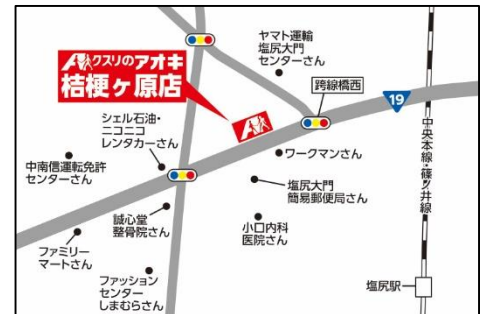 クスリのアオキ
桔梗ヶ原店
ヤマト運輸
塩尻大門
センターさん
跨線橋西
19
シェル石油・
ニコニコ
レンタカーさん
中南信運転免許
センターさん
ワークマンさん
塩尻大門
簡易郵便局さん
誠心堂
整骨院さん
小口内科
医院さん
ファミリー
マートさん
ファッション
センター
しまむらさん
中央本線・篠ノ井線
塩尻駅